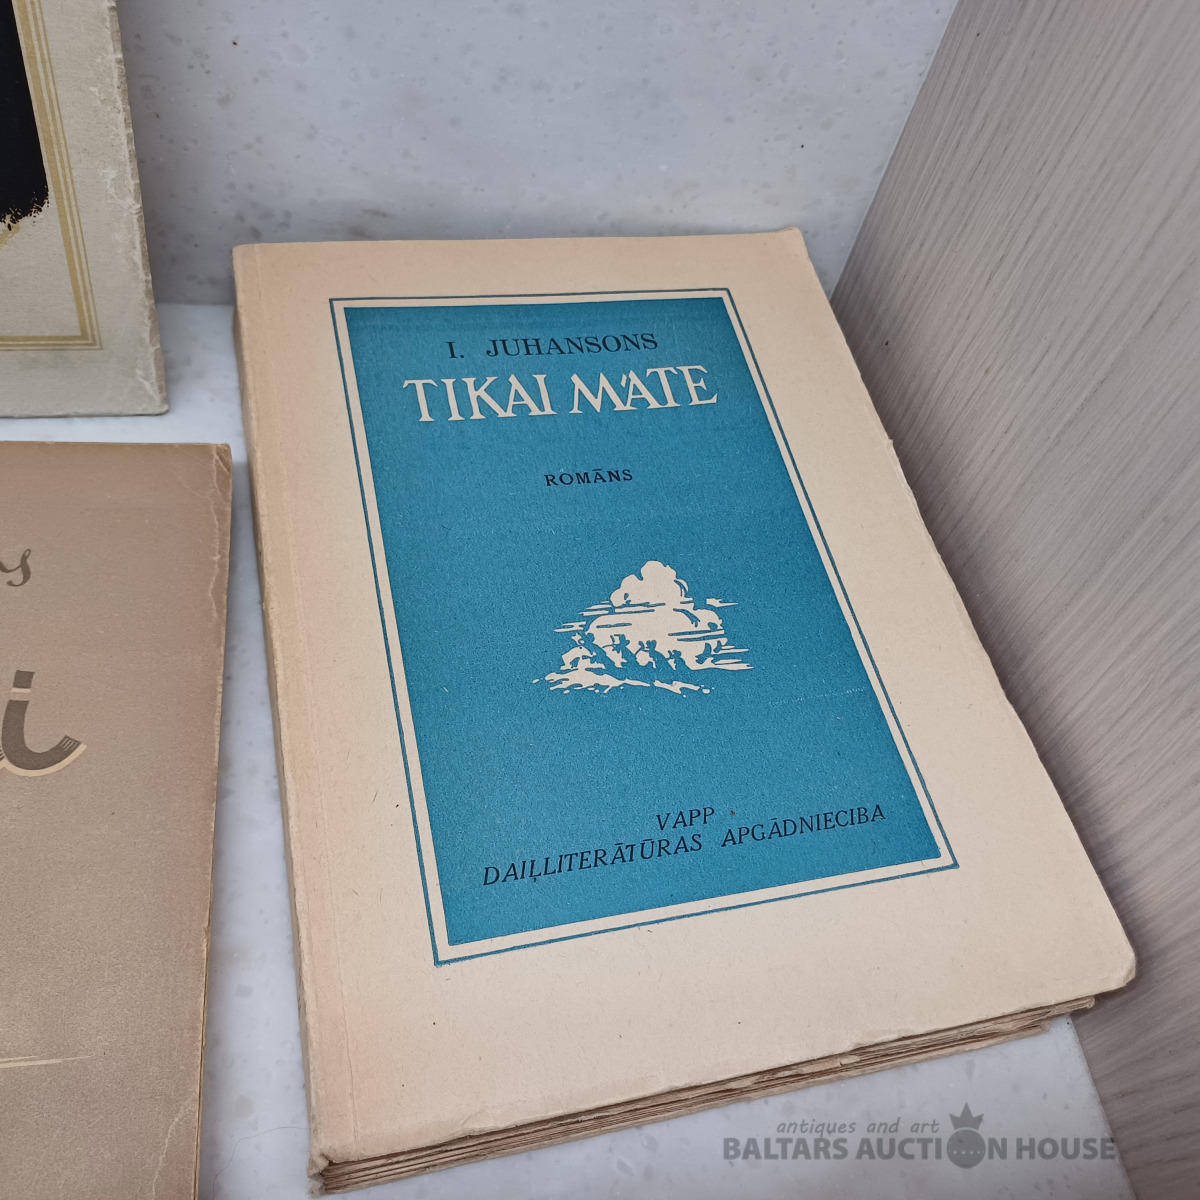 I. JUHANSONS
TIKAI MĀTE
ROMĀNS
VAPP
DAIĻLITERĀTŪRAS APGĀDNIECIBA
antiques and art
BALTARS AUCTION HOUSE